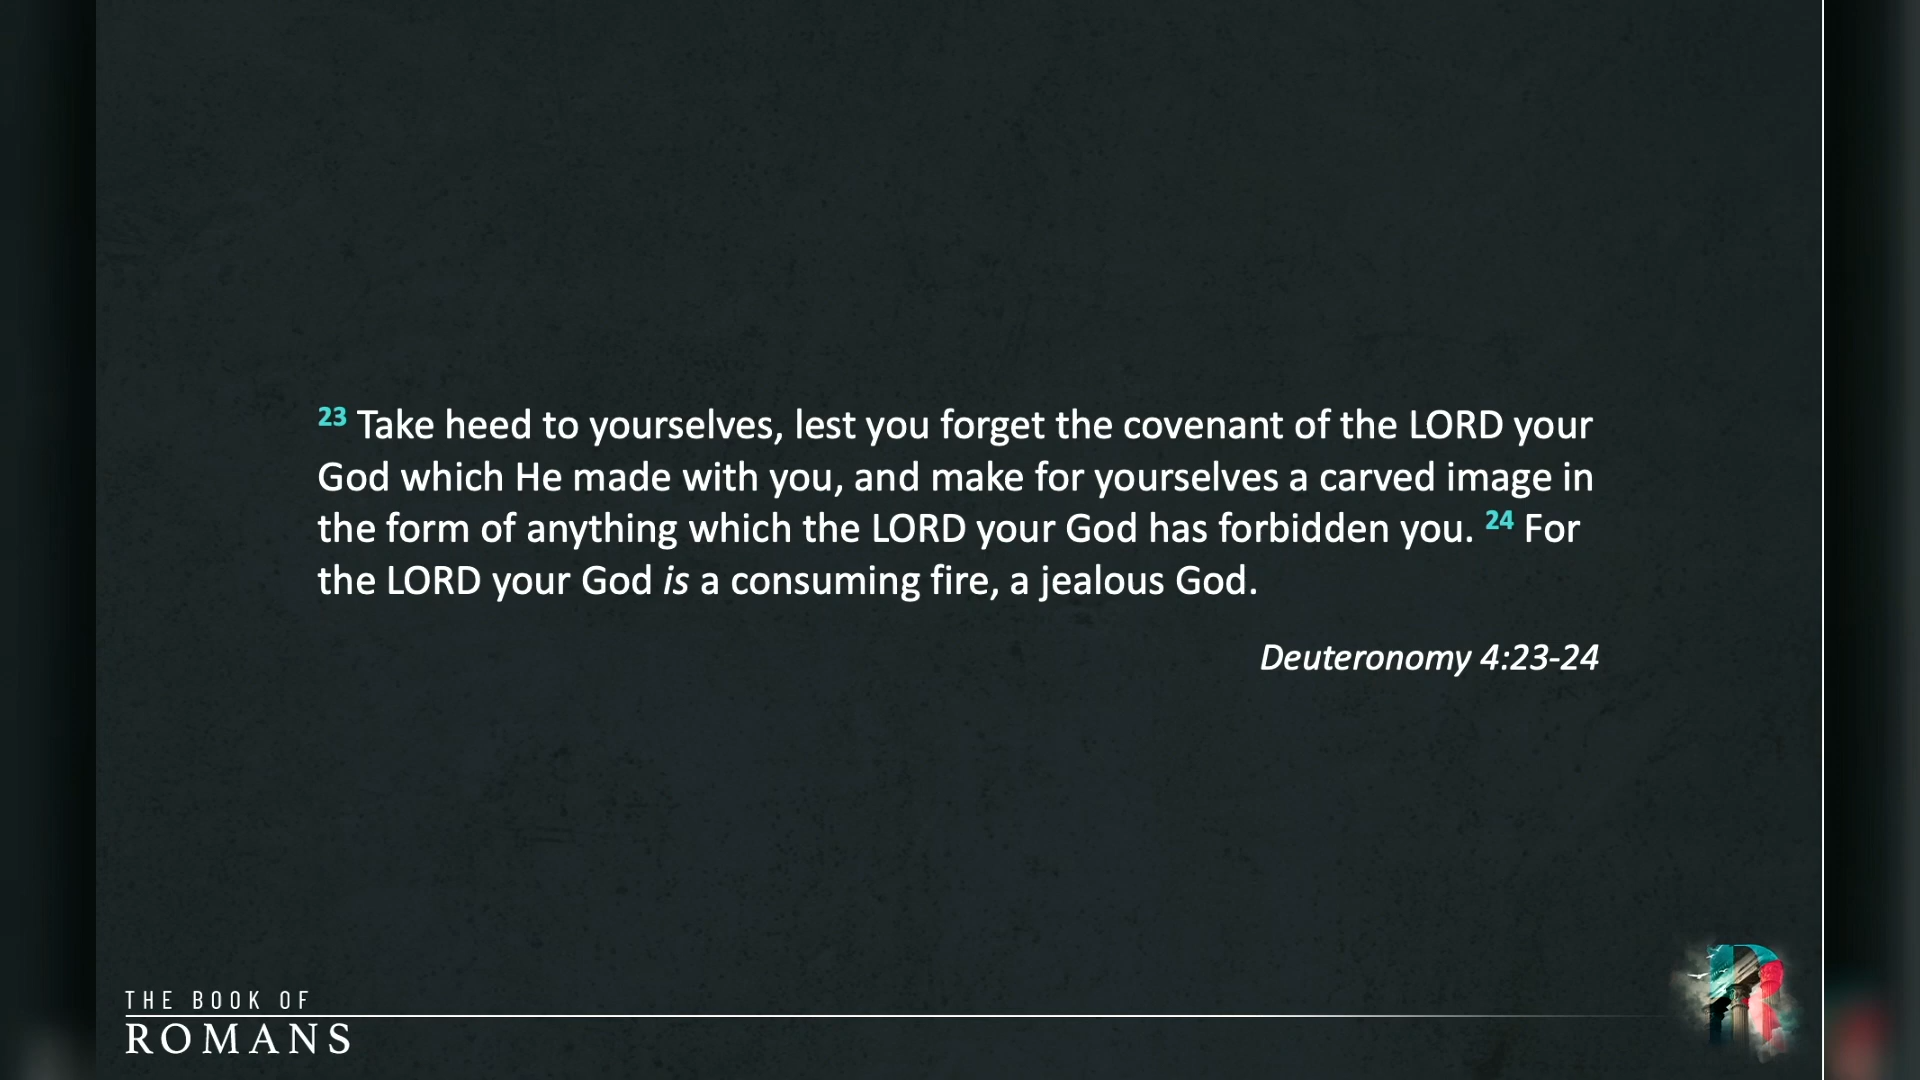 23 Take heed to yourselves, lest you forget the covenant of the LORD your
God which He made with you, and make for yourselves a carved image in
the form of anything which the LORD your God has forbidden you. 24 For
the LORD your God is a consuming fire, a jealous God.
Deuteronomy 4:23-24
THE BOOK OF
ROMANS
R